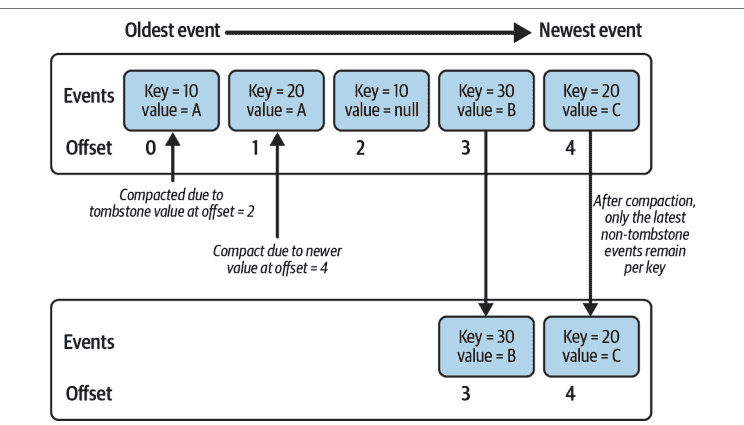 Oldest event
Newest event
Events
Key = 10
value = A
Key = 20
value = A
Key = 10
value = null
Key = 30
value = B
Key = 20
value = C
Offset
0
1
2
3
4
Compacted due to
tombstone value at offset = 2
Compact due to newer
value at offset = 4
After compaction,
only the latest
non-tombstone
events remain
per key
Events
Key = 30
value = B
Key = 20
value = C
Offset
3
4